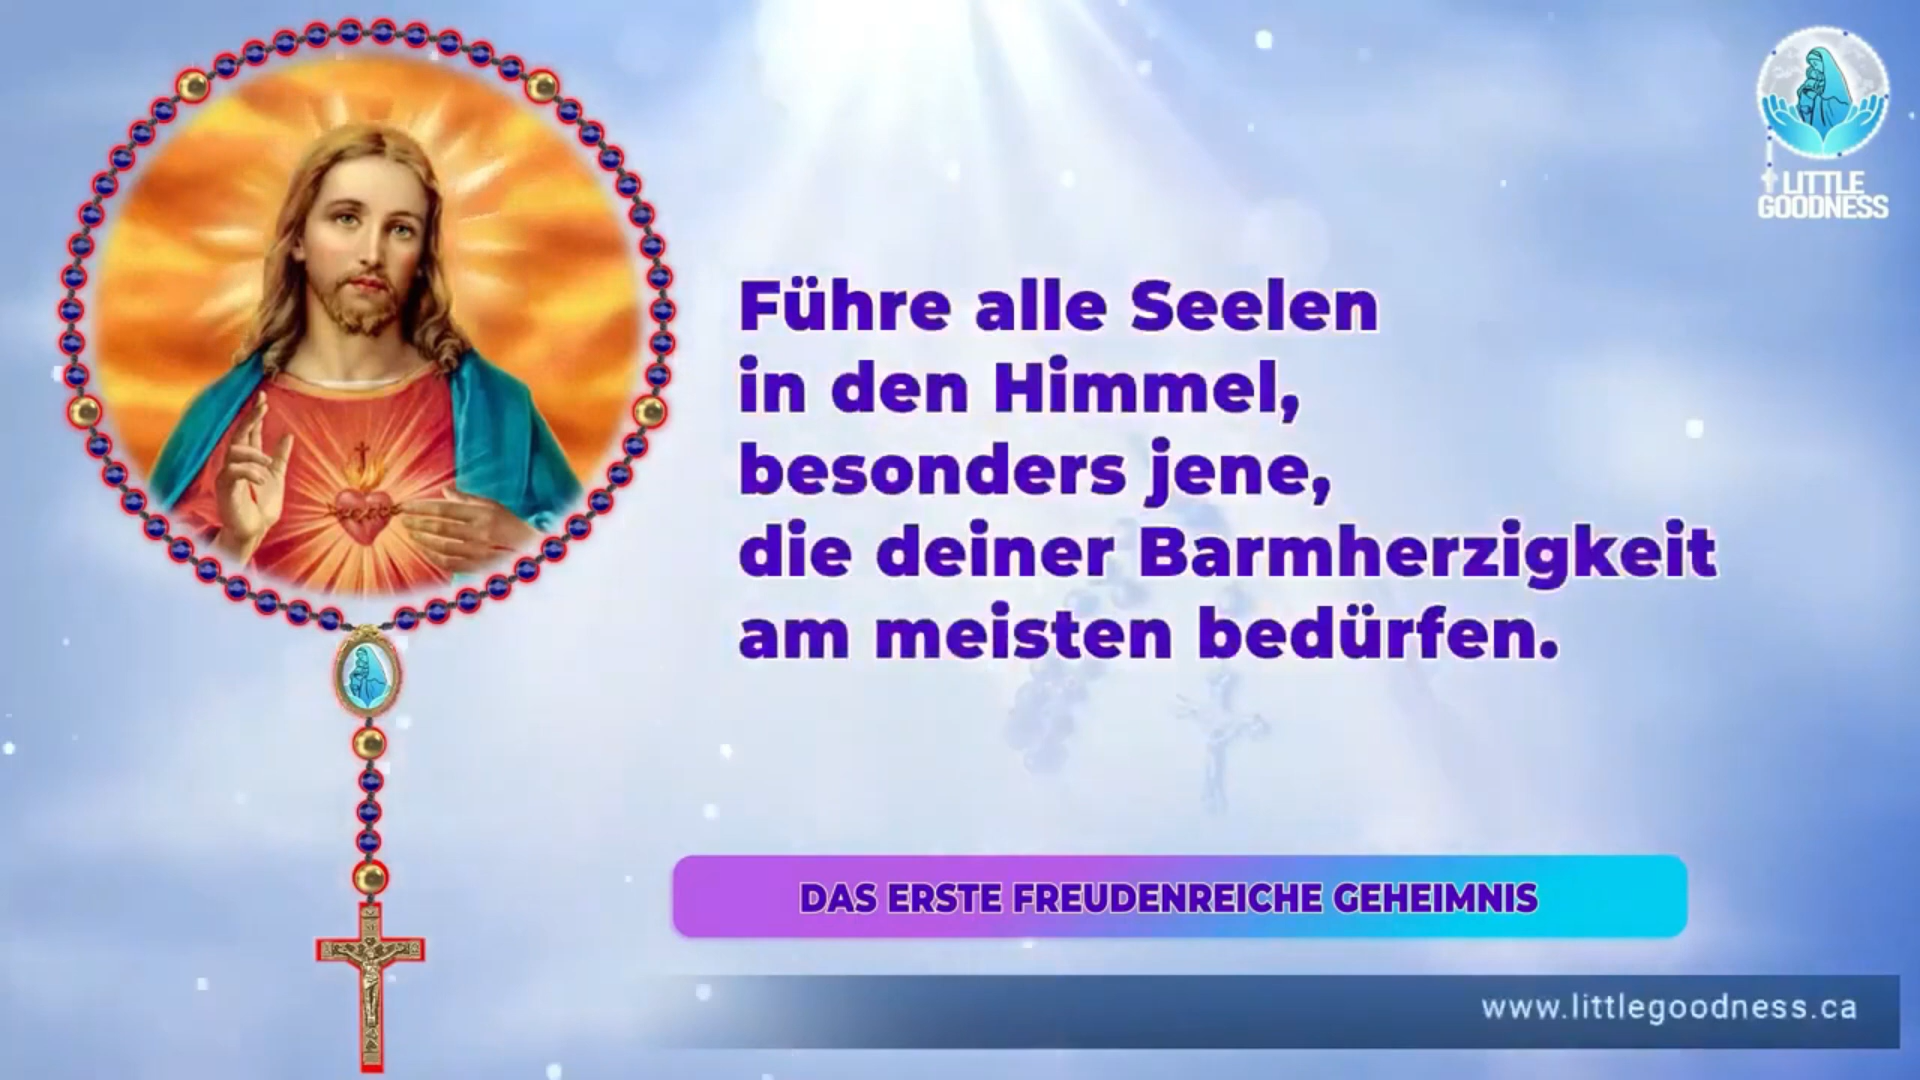 LITTLE
GOODNESS
Führe alle Seelen
in den Himmel,
besonders jene,
die deiner Barmherzigkeit
am meisten bedürfen.
DAS ERSTE FREUDENREICHE GEHEIMNIS
www.littlegoodness.ca